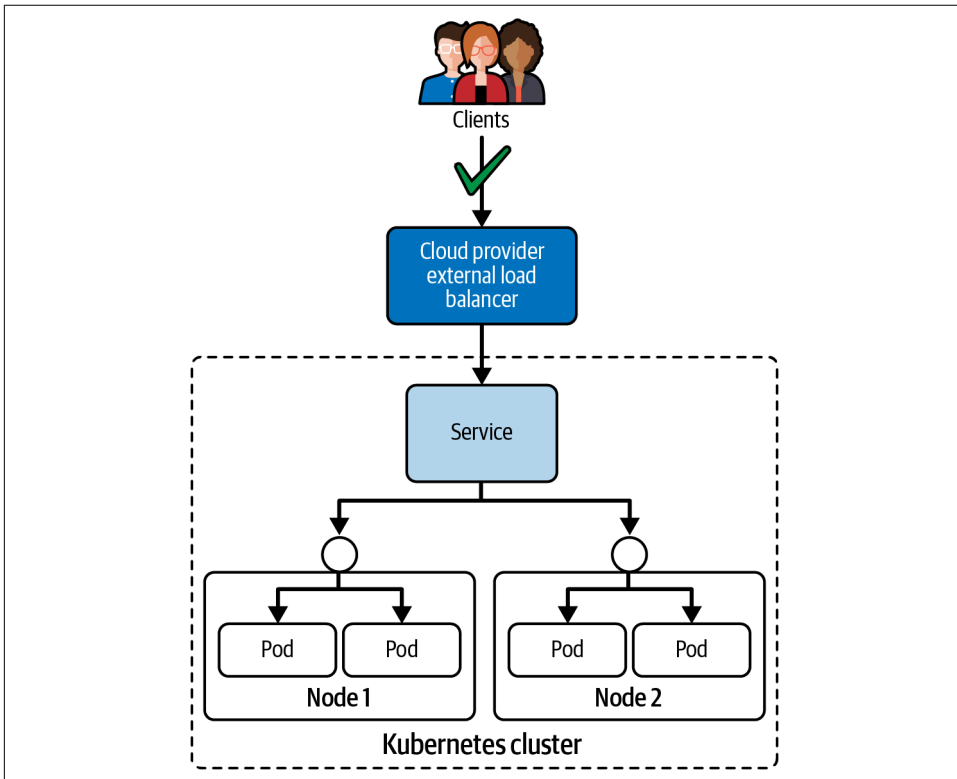 Clients
Cloud provider
external load
balancer
Service
Pod
Pod
Pod
Pod
Node 1
Node 2
Kubernetes cluster